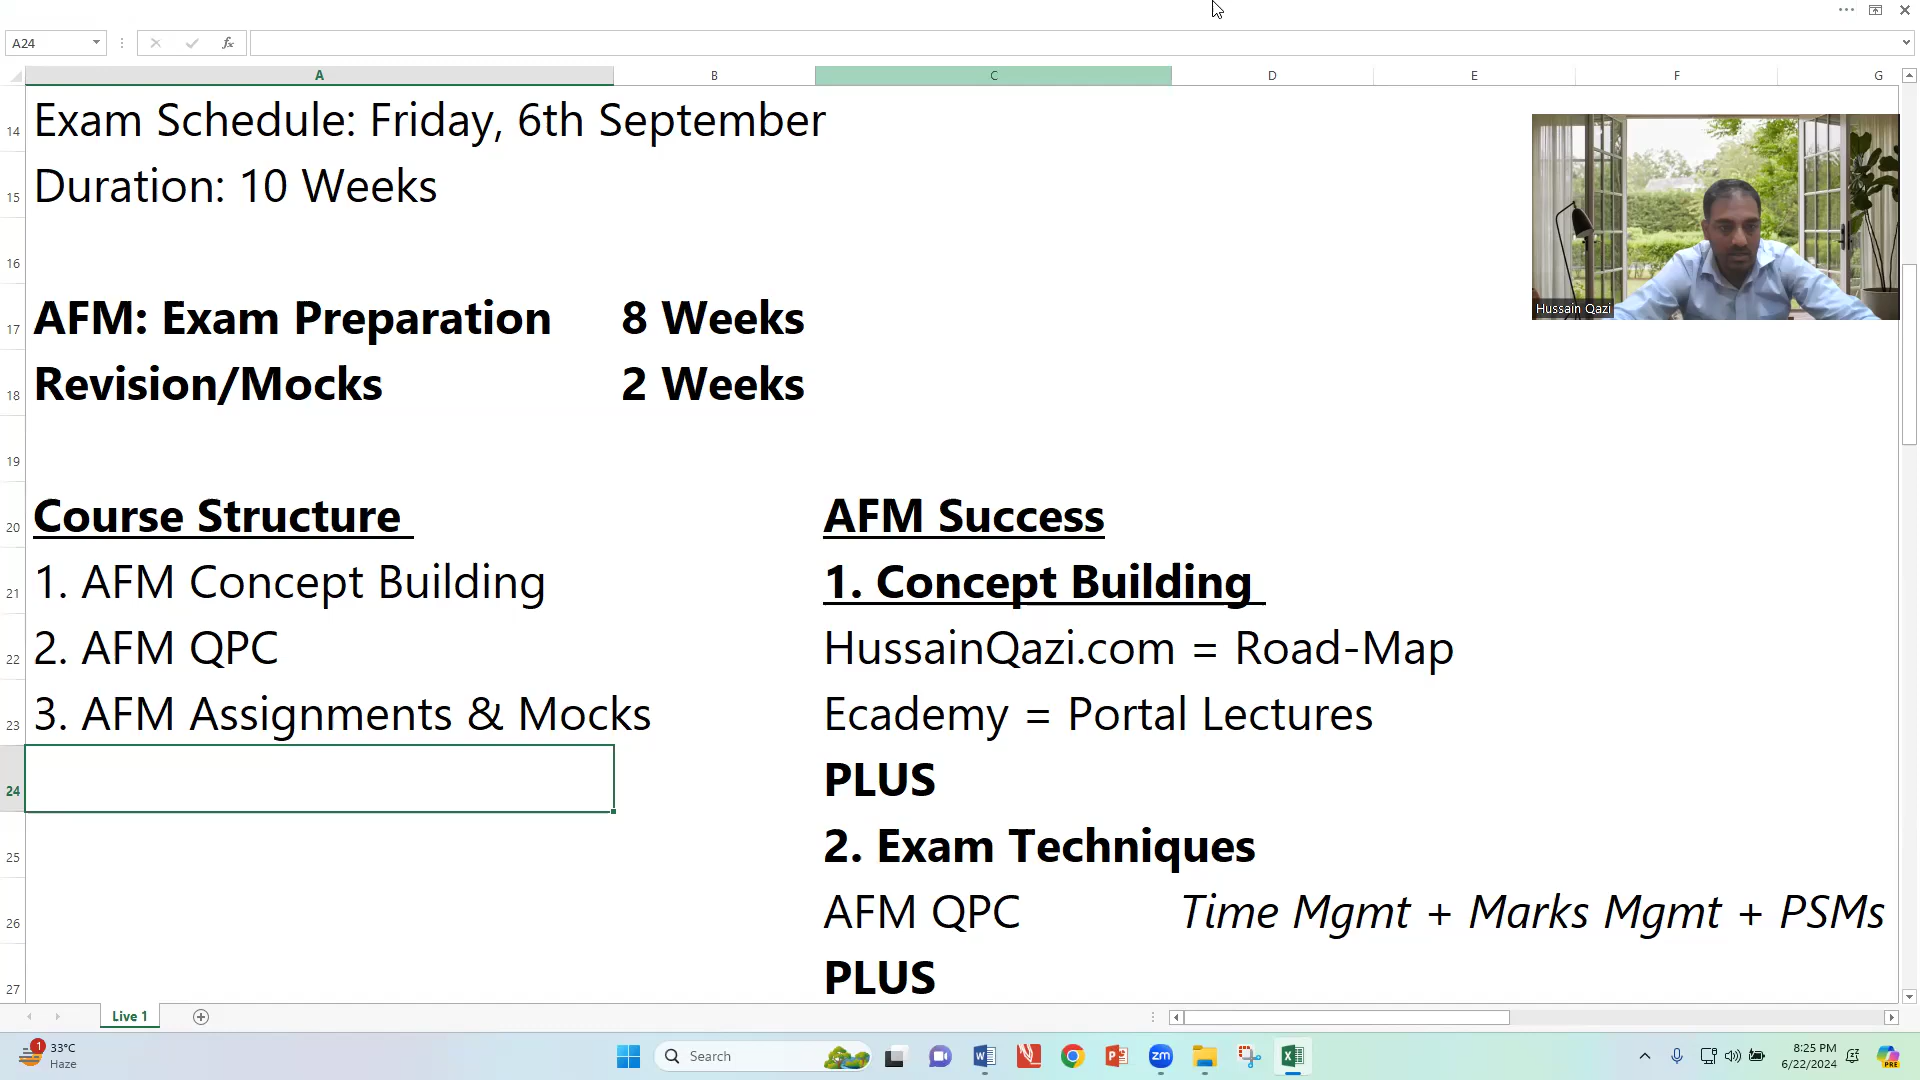 A24
fx
A B C D E F G
14 Exam Schedule: Friday, 6th September
15 Duration: 10 Weeks
16
17 AFM: Exam Preparation 8 Weeks
18 Revision/Mocks 2 Weeks
19
20 Course Structure AFM Success
21 1. AFM Concept Building 1. Concept Building
22 2. AFM QPC HussainQazi.com = Road-Map
23 3. AFM Assignments & Mocks Ecademy = Portal Lectures
24 PLUS
25 2. Exam Techniques
26 AFM QPC Time Mgmt + Marks Mgmt + PSMs
27 PLUS
Hussain Qazi
Live 1
1
33°C
Haze
Search
zm
8:25 PM
6/22/2024
PRE